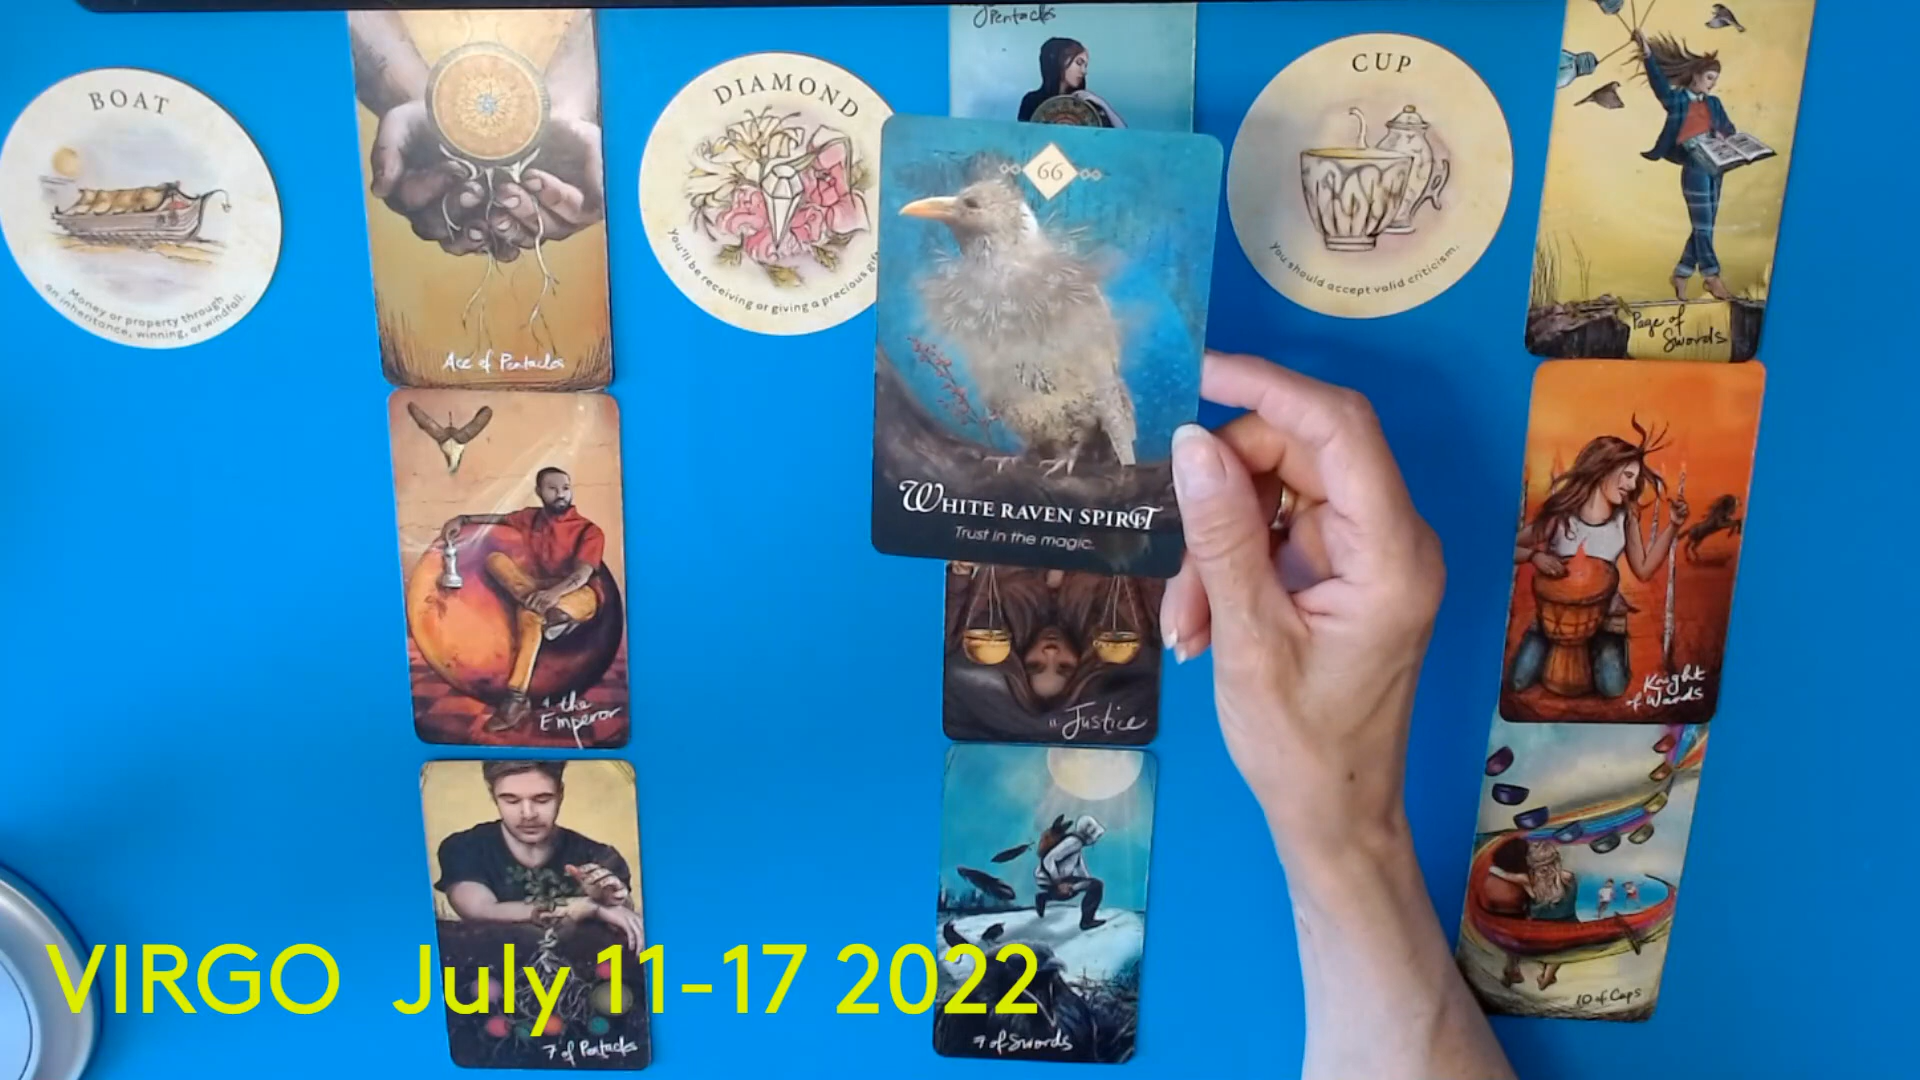 BOAT
Money or property through
an inheritance, winning, or windfall.
Ace of Pentacles
DIAMOND
You'll be receiving or giving a precious
Pentacles
66
WHITE RAVEN SPIRIT
Trust in the magic.
CUP
You should accept valid criticism.
Page of
Swords
4 the
Emperor
11 Justice
Knight
of Wands
7 of Pentacles
9 of Swords
10 of Cups
VIRGO July 11-17 2022